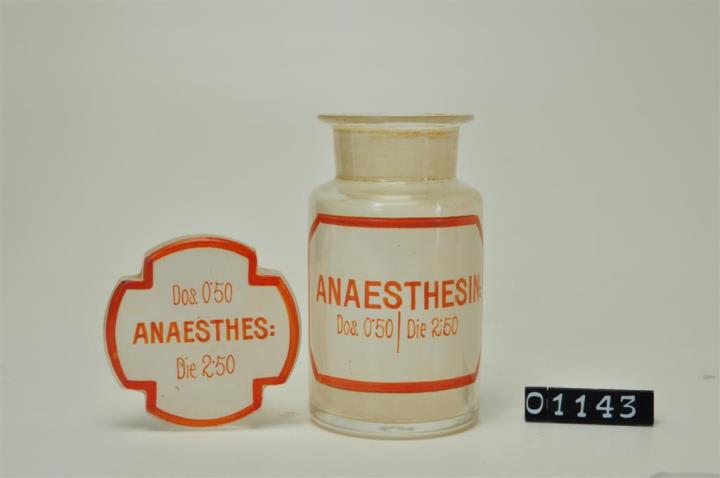 Dos. 0·50
ANAESTHES:
Die 2·50
ANAESTHESIN:
Dos. 0·50 | Die 2·50
01143